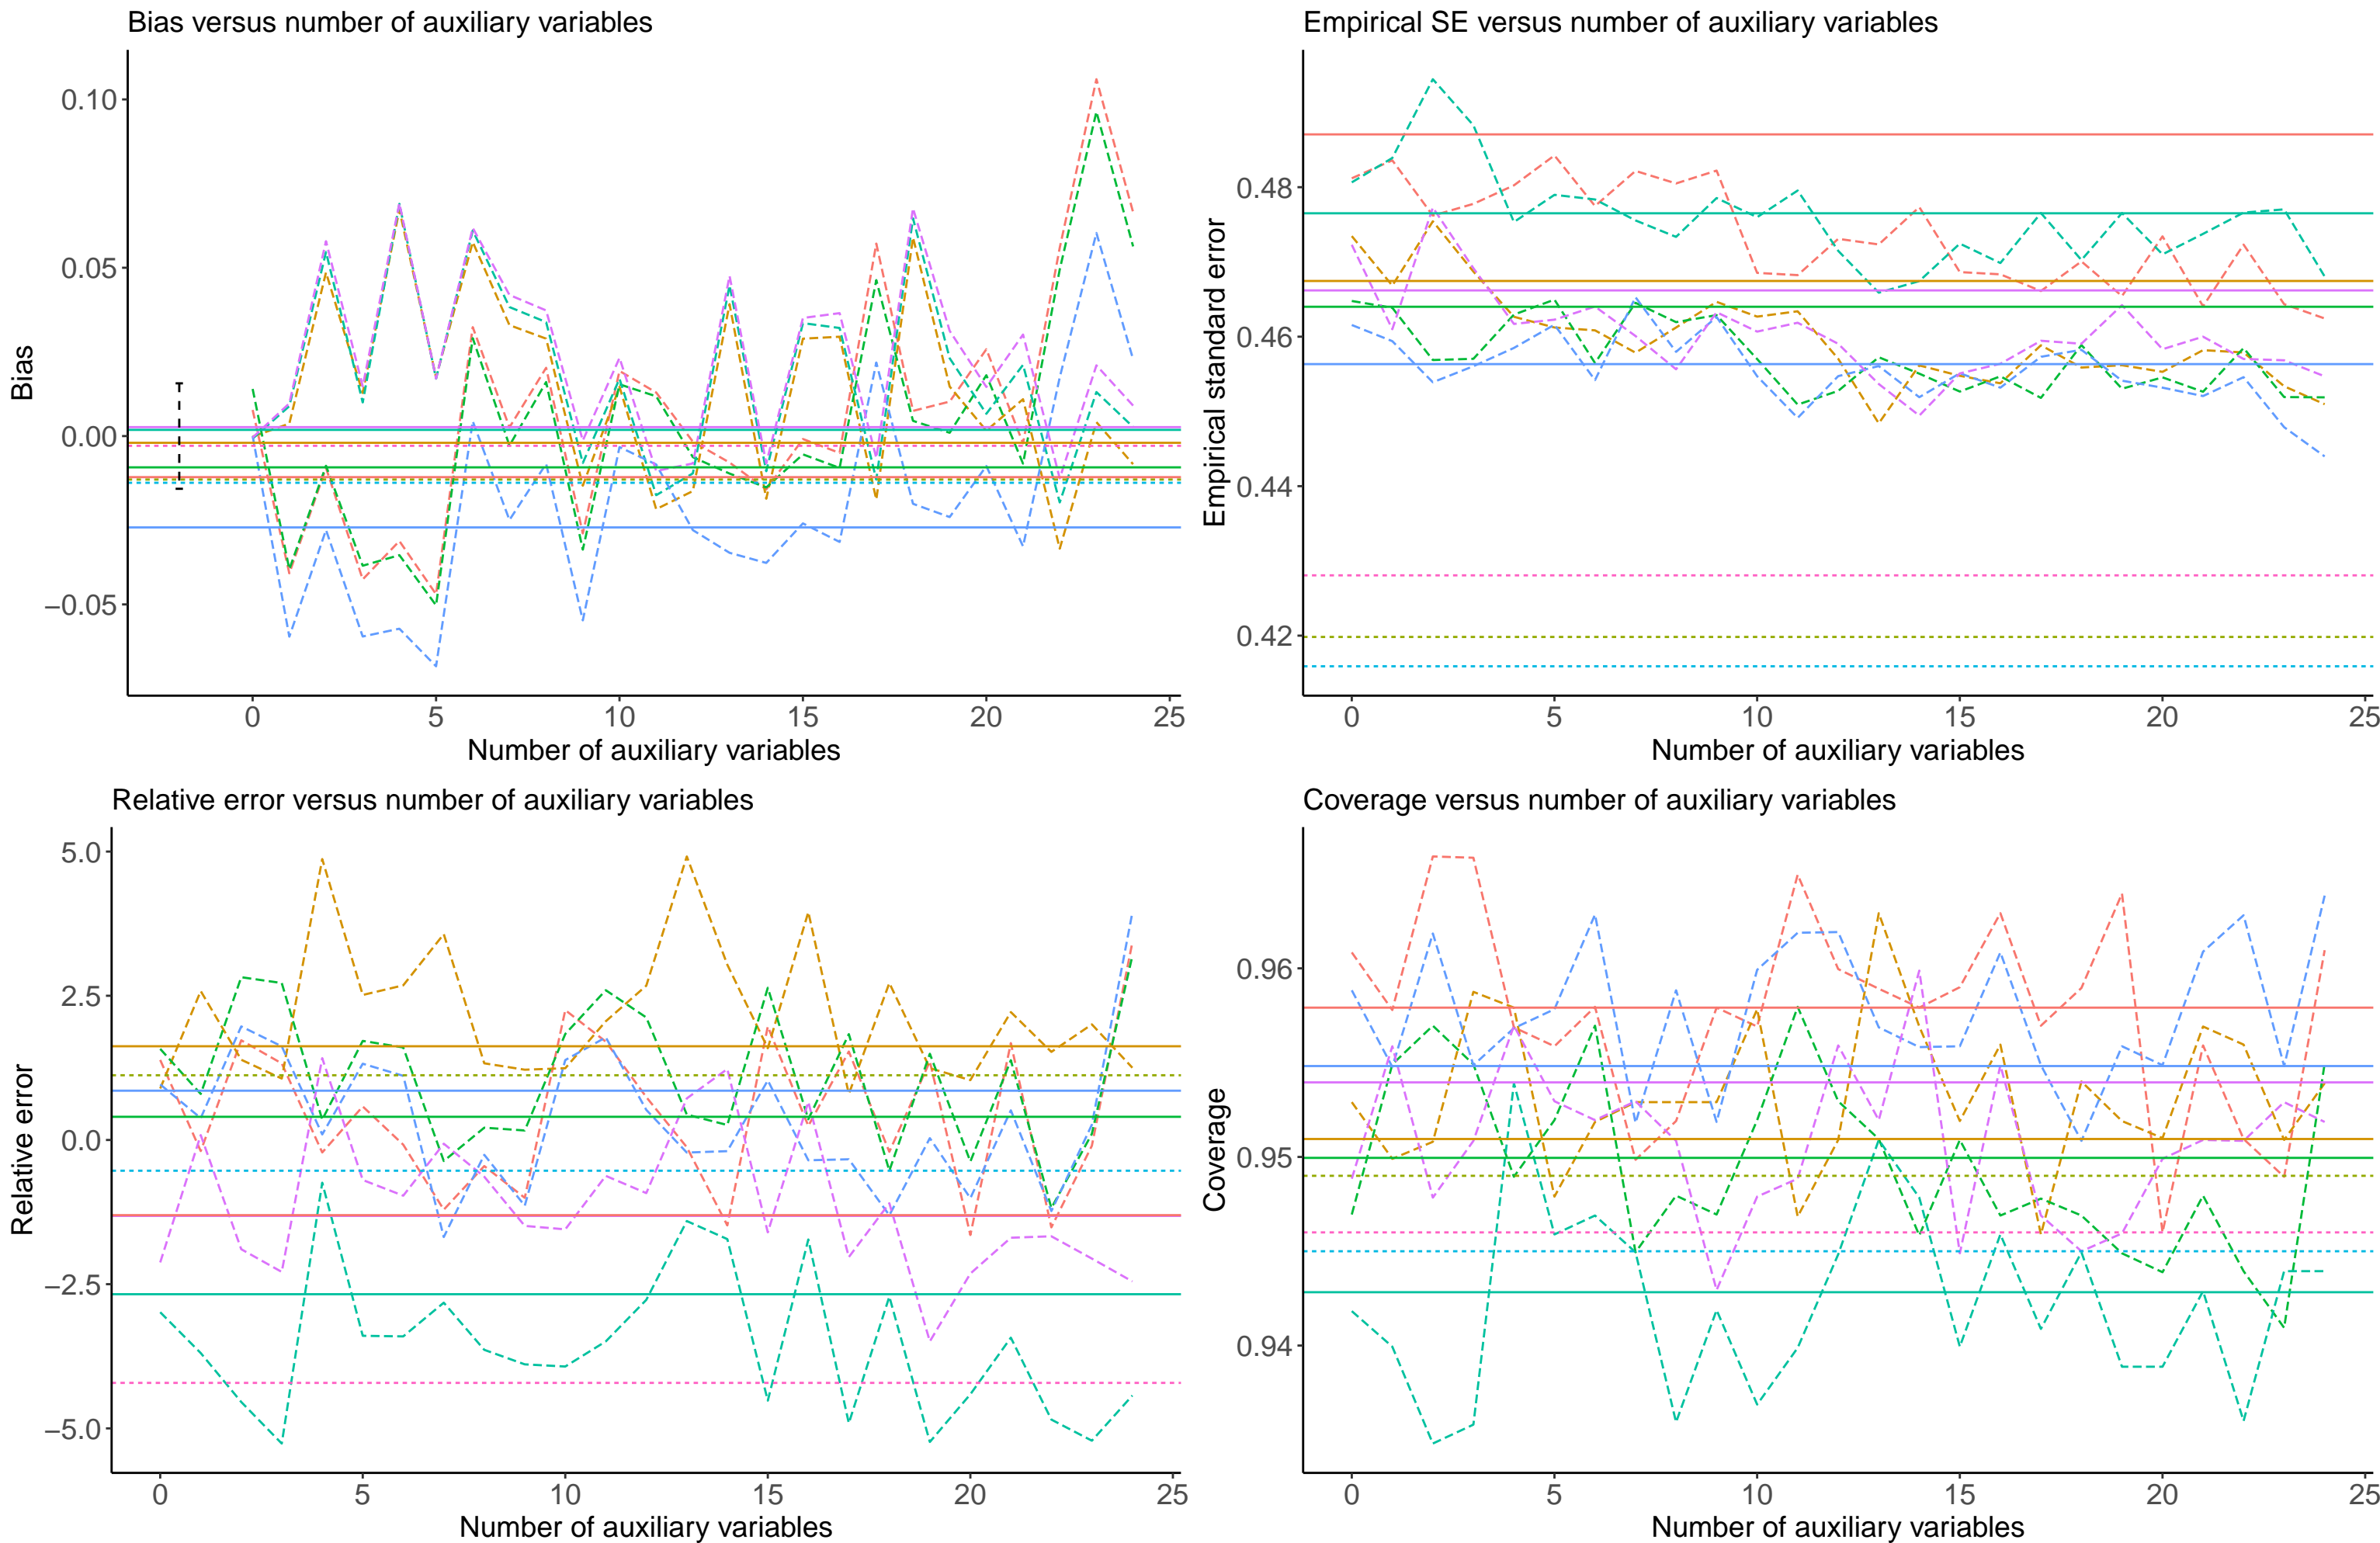 Bias versus number of auxiliary variables
0.10
0.05
0.00
−0.05
Bias
0 5 10 15 20 25
Number of auxiliary variables
Empirical SE versus number of auxiliary variables
0.48
0.46
0.44
0.42
Empirical standard error
0 5 10 15 20 25
Number of auxiliary variables
Relative error versus number of auxiliary variables
5.0
2.5
0.0
−2.5
−5.0
Relative error
0 5 10 15 20 25
Number of auxiliary variables
Coverage versus number of auxiliary variables
0.96
0.95
0.94
Coverage
0 5 10 15 20 25
Number of auxiliary variables